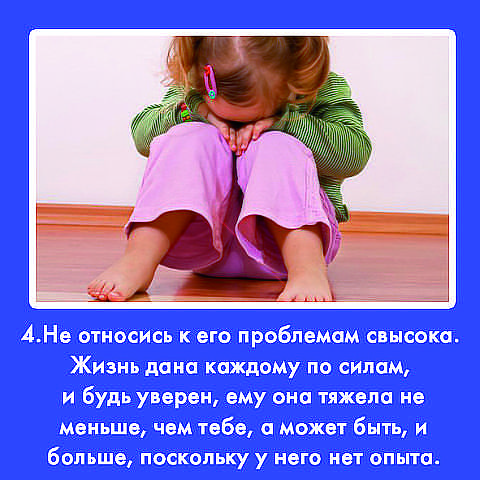 4.Не относись к его проблемам свысока.
Жизнь дана каждому по силам,
и будь уверен, ему она тяжела не
меньше, чем тебе, а может быть, и
больше, поскольку у него нет опыта.